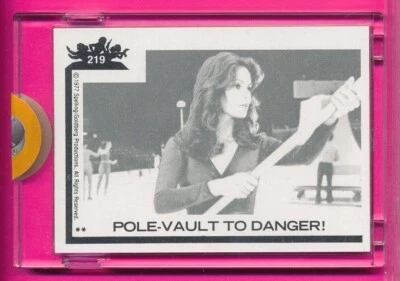 219
© 1977 Spelling-Goldberg Productions. All Rights Reserved.
** POLE-VAULT TO DANGER!